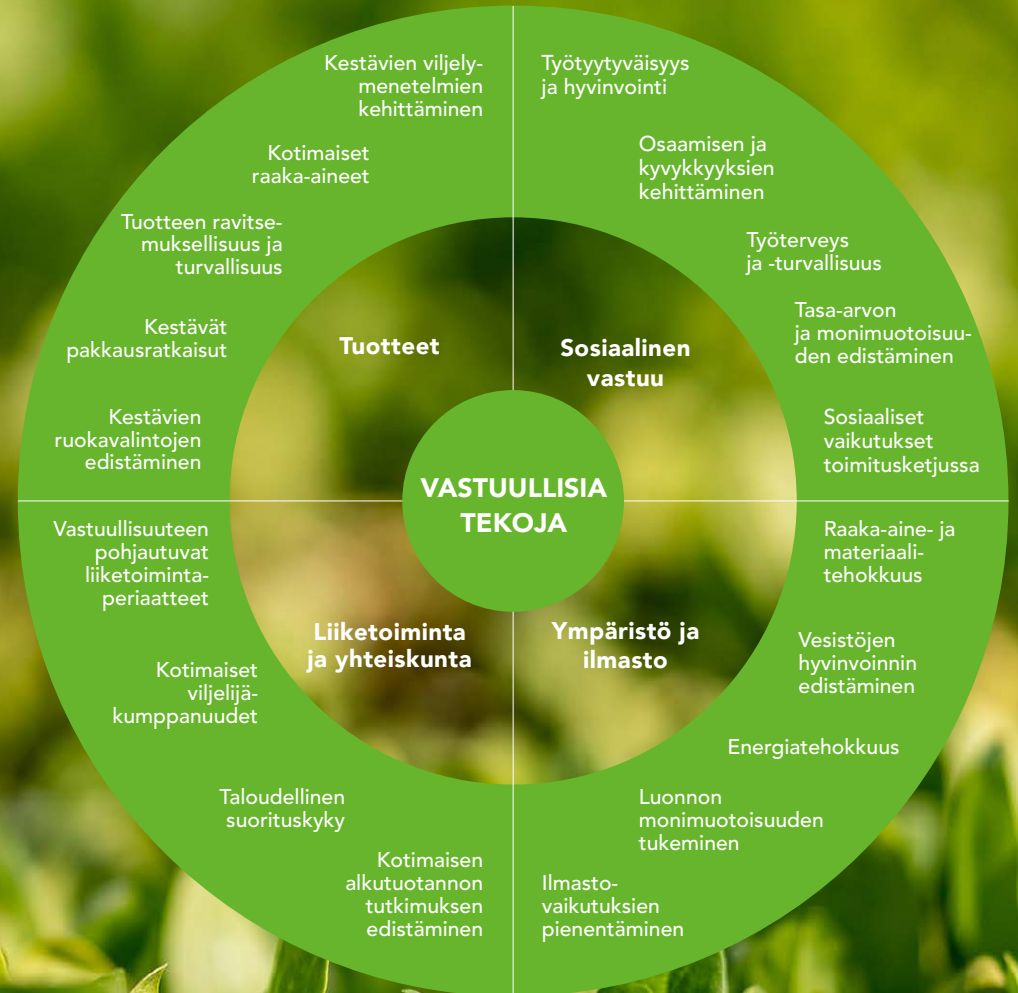 Kestävien viljely-
menetelmien
kehittäminen
Kotimaiset
raaka-aineet
Tuotteen ravitse-
muksellisuus ja
turvallisuus
Kestävät
pakkausratkaisut
Kestävien
ruokavalintojen
edistäminen
Tuotteet
Työtyytyväisyys
ja hyvinvointi
Osaamisen ja
kyvykkyyksien
kehittäminen
Työterveys
ja -turvallisuus
Tasa-arvon
ja monimuotoisuu-
den edistäminen
Sosiaaliset
vaikutukset
toimitusketjussa
Sosiaalinen
vastuu
VASTUULLISIA
TEKOJA
Vastuullisuuteen
pohjautuvat
liiketoiminta-
periaatteet
Kotimaiset
viljelijä-
kumppanuudet
Taloudellinen
suorituskyky
Kotimaisen
alkutuotannon
tutkimuksen
edistäminen
Liiketoiminta
ja yhteiskunta
Ympäristö ja
ilmasto
Raaka-aine- ja
materiaali-
tehokkuus
Vesistöjen
hyvinvoinnin
edistäminen
Energiatehokkuus
Luonnon
monimuotoisuuden
tukeminen
Ilmasto-
vaikutuksien
pienentäminen